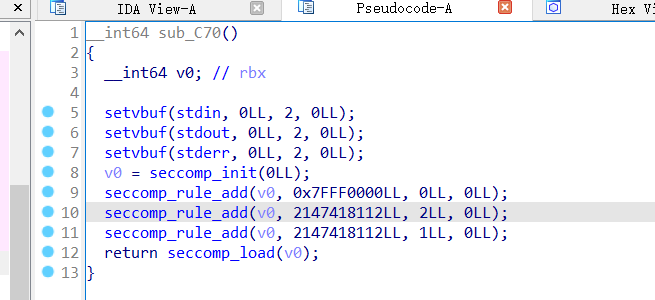 IDA View-A
Pseudocode-A
Hex Vi
1 __int64 sub_C70()
2 {
3 __int64 v0; // rbx
4
5 setvbuf(stdin, 0LL, 2, 0LL);
6 setvbuf(stdout, 0LL, 2, 0LL);
7 setvbuf(stderr, 0LL, 2, 0LL);
8 v0 = seccomp_init(0LL);
9 seccomp_rule_add(v0, 0x7FFF0000LL, 0LL, 0LL);
10 seccomp_rule_add(v0, 2147418112LL, 2LL, 0LL);
11 seccomp_rule_add(v0, 2147418112LL, 1LL, 0LL);
12 return seccomp_load(v0);
13 }